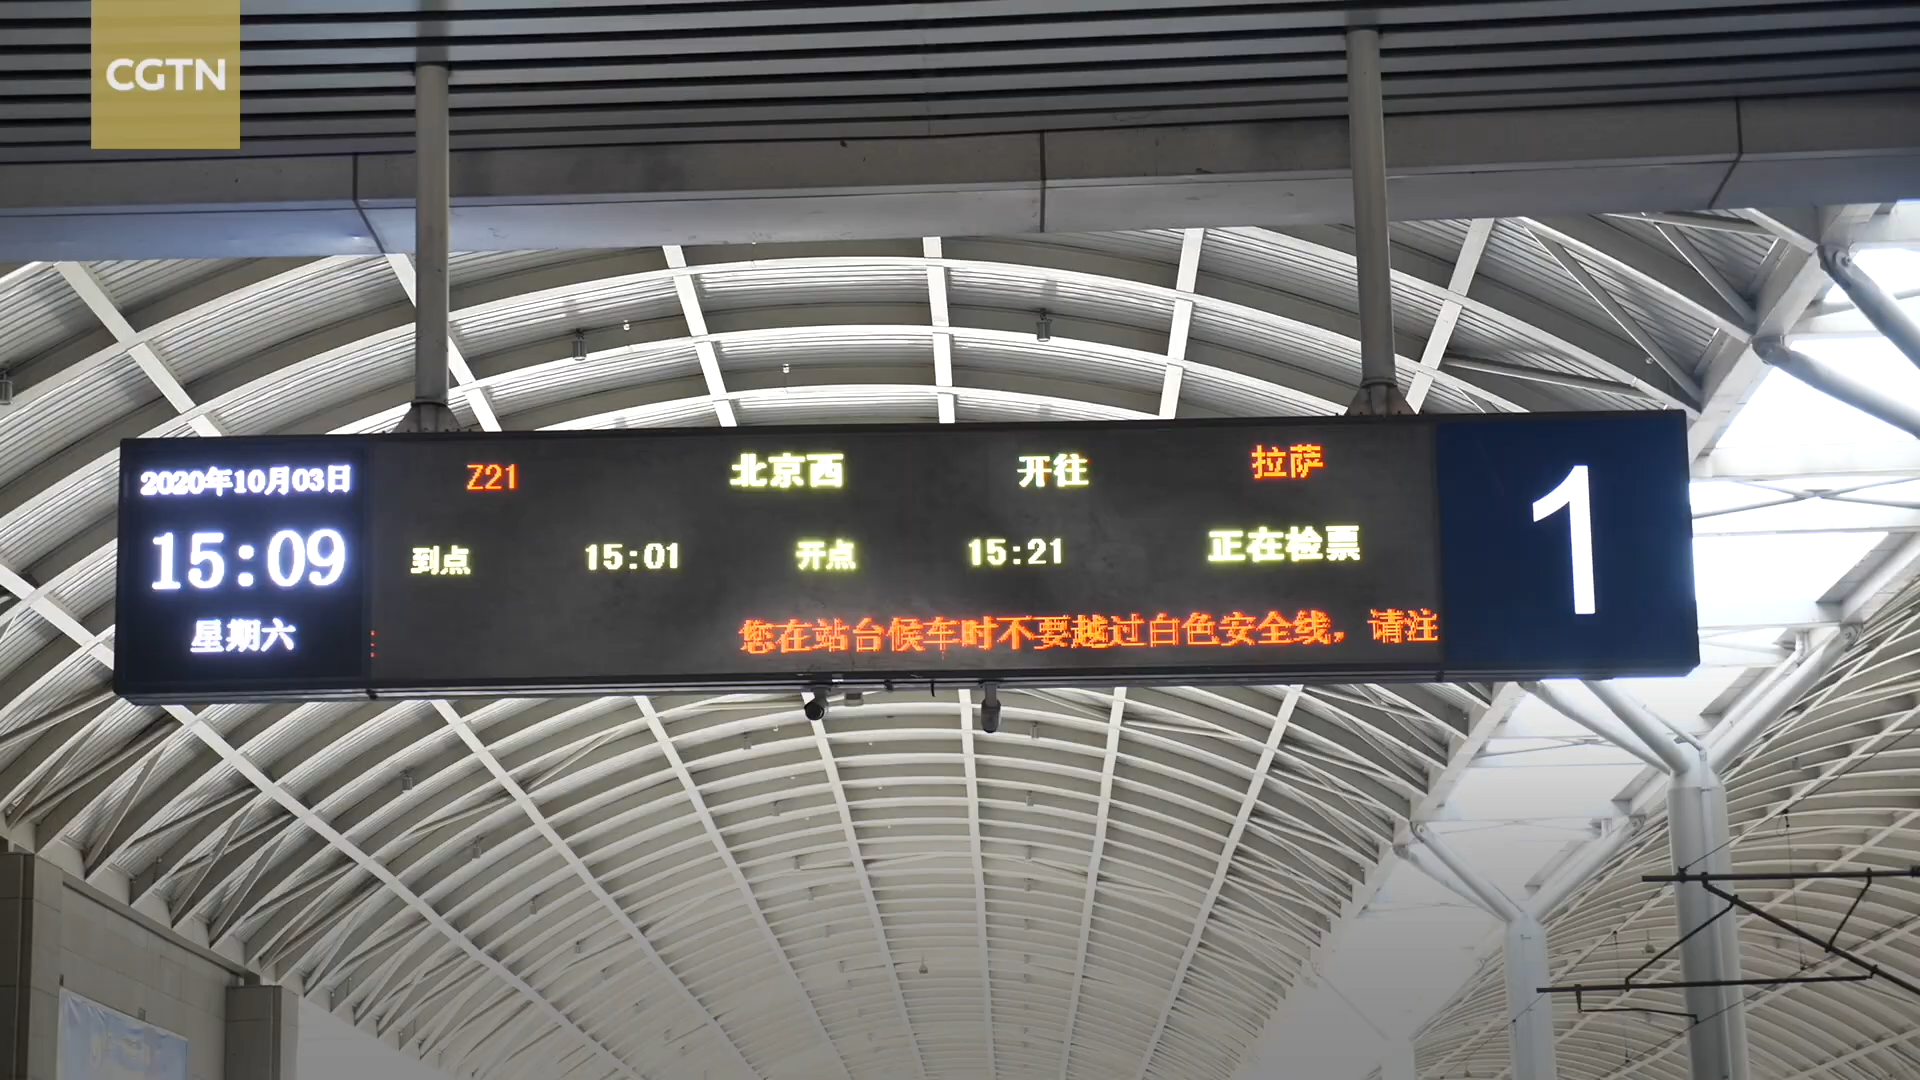 CGTN
2020年10月03日
15:09
星期六
Z21 北京西 开往 拉萨
到点 15:01 开点 15:21 正在检票
您在站台候车时不要越过白色安全线，请注
1